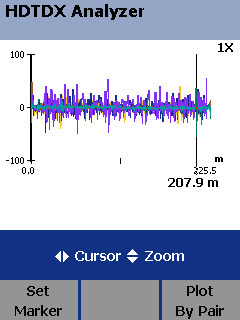 HDTDX Analyzer
1X
100
0
-100
m
0.0 325.5
207.9 m
Cursor Zoom
Set Marker
Plot By Pair